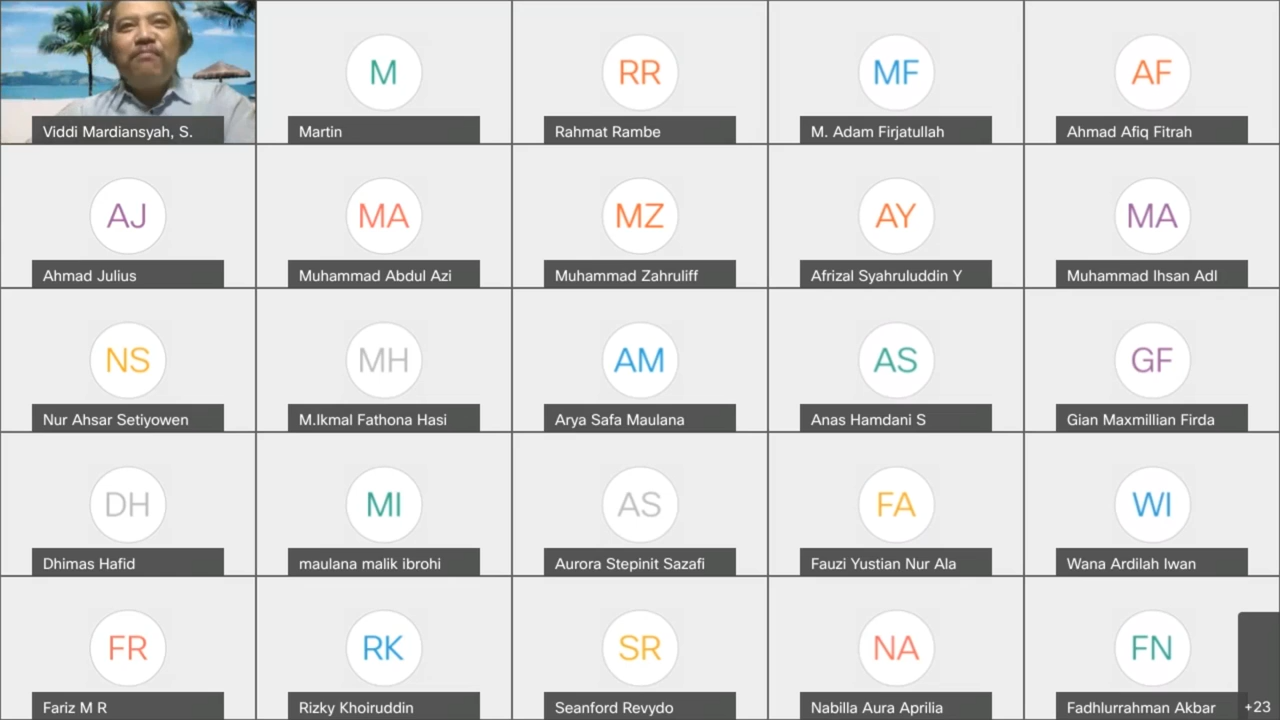 Viddi Mardiansyah, S.
M
Martin
RR
Rahmat Rambe
MF
M. Adam Firjatullah
AF
Ahmad Afiq Fitrah
AJ
Ahmad Julius
MA
Muhammad Abdul Azi
MZ
Muhammad Zahruliff
AY
Afrizal Syahruluddin Y
MA
Muhammad Ihsan Adl
NS
Nur Ahsar Setiyowen
MH
M.Ikmal Fathona Hasi
AM
Arya Safa Maulana
AS
Anas Hamdani S
GF
Gian Maxmillian Firda
DH
Dhimas Hafid
MI
maulana malik ibrohi
AS
Aurora Stepinit Sazafi
FA
Fauzi Yustian Nur Ala
WI
Wana Ardilah Iwan
FR
Fariz M R
RK
Rizky Khoiruddin
SR
Seanford Revydo
NA
Nabilla Aura Aprilia
FN
Fadhlurrahman Akbar
+23